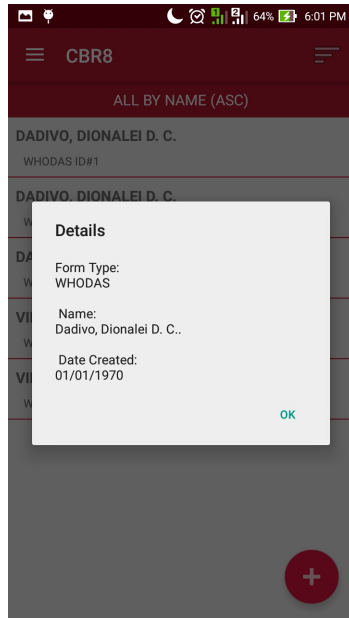 64% 6:01 PM
CBR8
ALL BY NAME (ASC)
DADIVO, DIONALEI D. C.
WHODAS ID#1
DADIVO, DIONALEI D. C.
Details
Form Type:
WHODAS
Name:
Dadivo, Dionalei D. C..
Date Created:
01/01/1970
OK